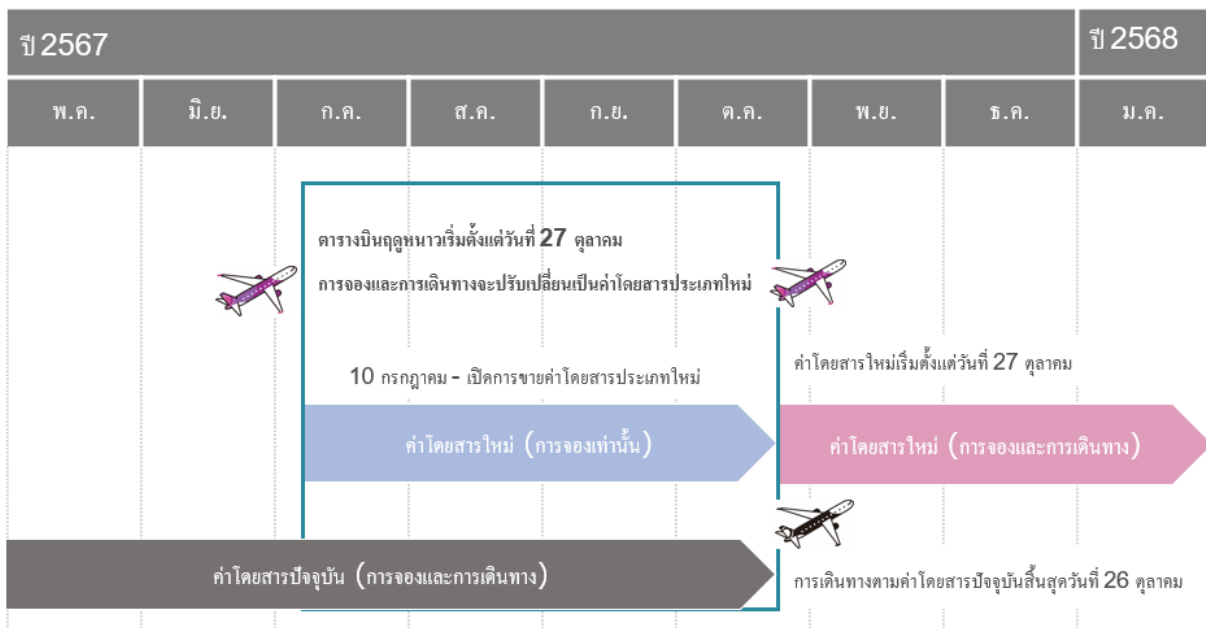 ปี 2567
ปี 2568
พ.ค.
มิ.ย.
ก.ค.
ส.ค.
ก.ย.
ต.ค.
พ.ย.
ธ.ค.
ม.ค.
ตารางบินฤดูหนาวเริ่มตั้งแต่วันที่ 27 ตุลาคม
การจองและการเดินทางจะปรับเปลี่ยนเป็นค่าโดยสารประเภทใหม่
10 กรกฎาคม - เปิดการขายค่าโดยสารประเภทใหม่
ค่าโดยสารใหม่เริ่มตั้งแต่วันที่ 27 ตุลาคม
ค่าโดยสารใหม่ (การจองเท่านั้น)
ค่าโดยสารใหม่ (การจองและการเดินทาง)
ค่าโดยสารปัจจุบัน (การจองและการเดินทาง)
การเดินทางตามค่าโดยสารปัจจุบันสิ้นสุดวันที่ 26 ตุลาคม